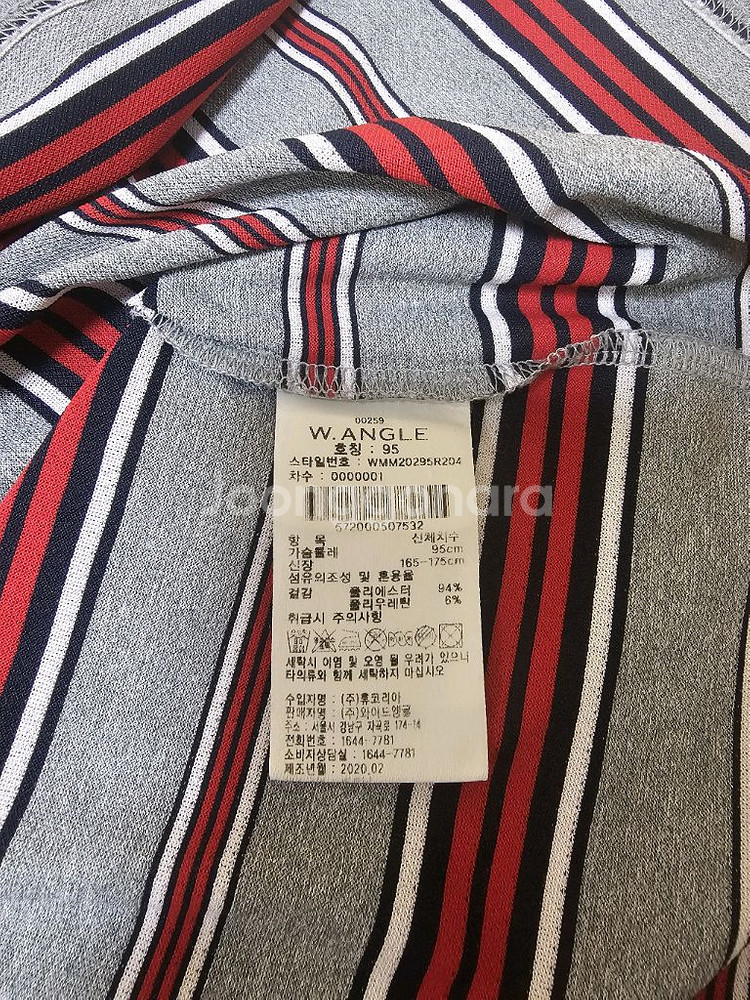 00259
W.ANGLE
호칭 : 95
스타일번호 : WMM20295R204
차수 : 0000001
Joongna nara
672000507532
항 목 신체치수
가슴둘레 95cm
신장 165-175cm
섬유의조성 및 혼용율
겉감 폴리에스터 94%
폴리우레탄 6%
취급시 주의사항
세탁시 이염 및 오염 될 우려가 있으니
타의류와 함께 세탁하지 마십시오
수입자명 : (주)휴코리아
판매자명 : (주)와이드앵글
주소 : 서울시 강남구 자곡로 174-14
전화번호 : 1644-7781
소비자상담실 : 1644-7781
제조년월 : 2020.02